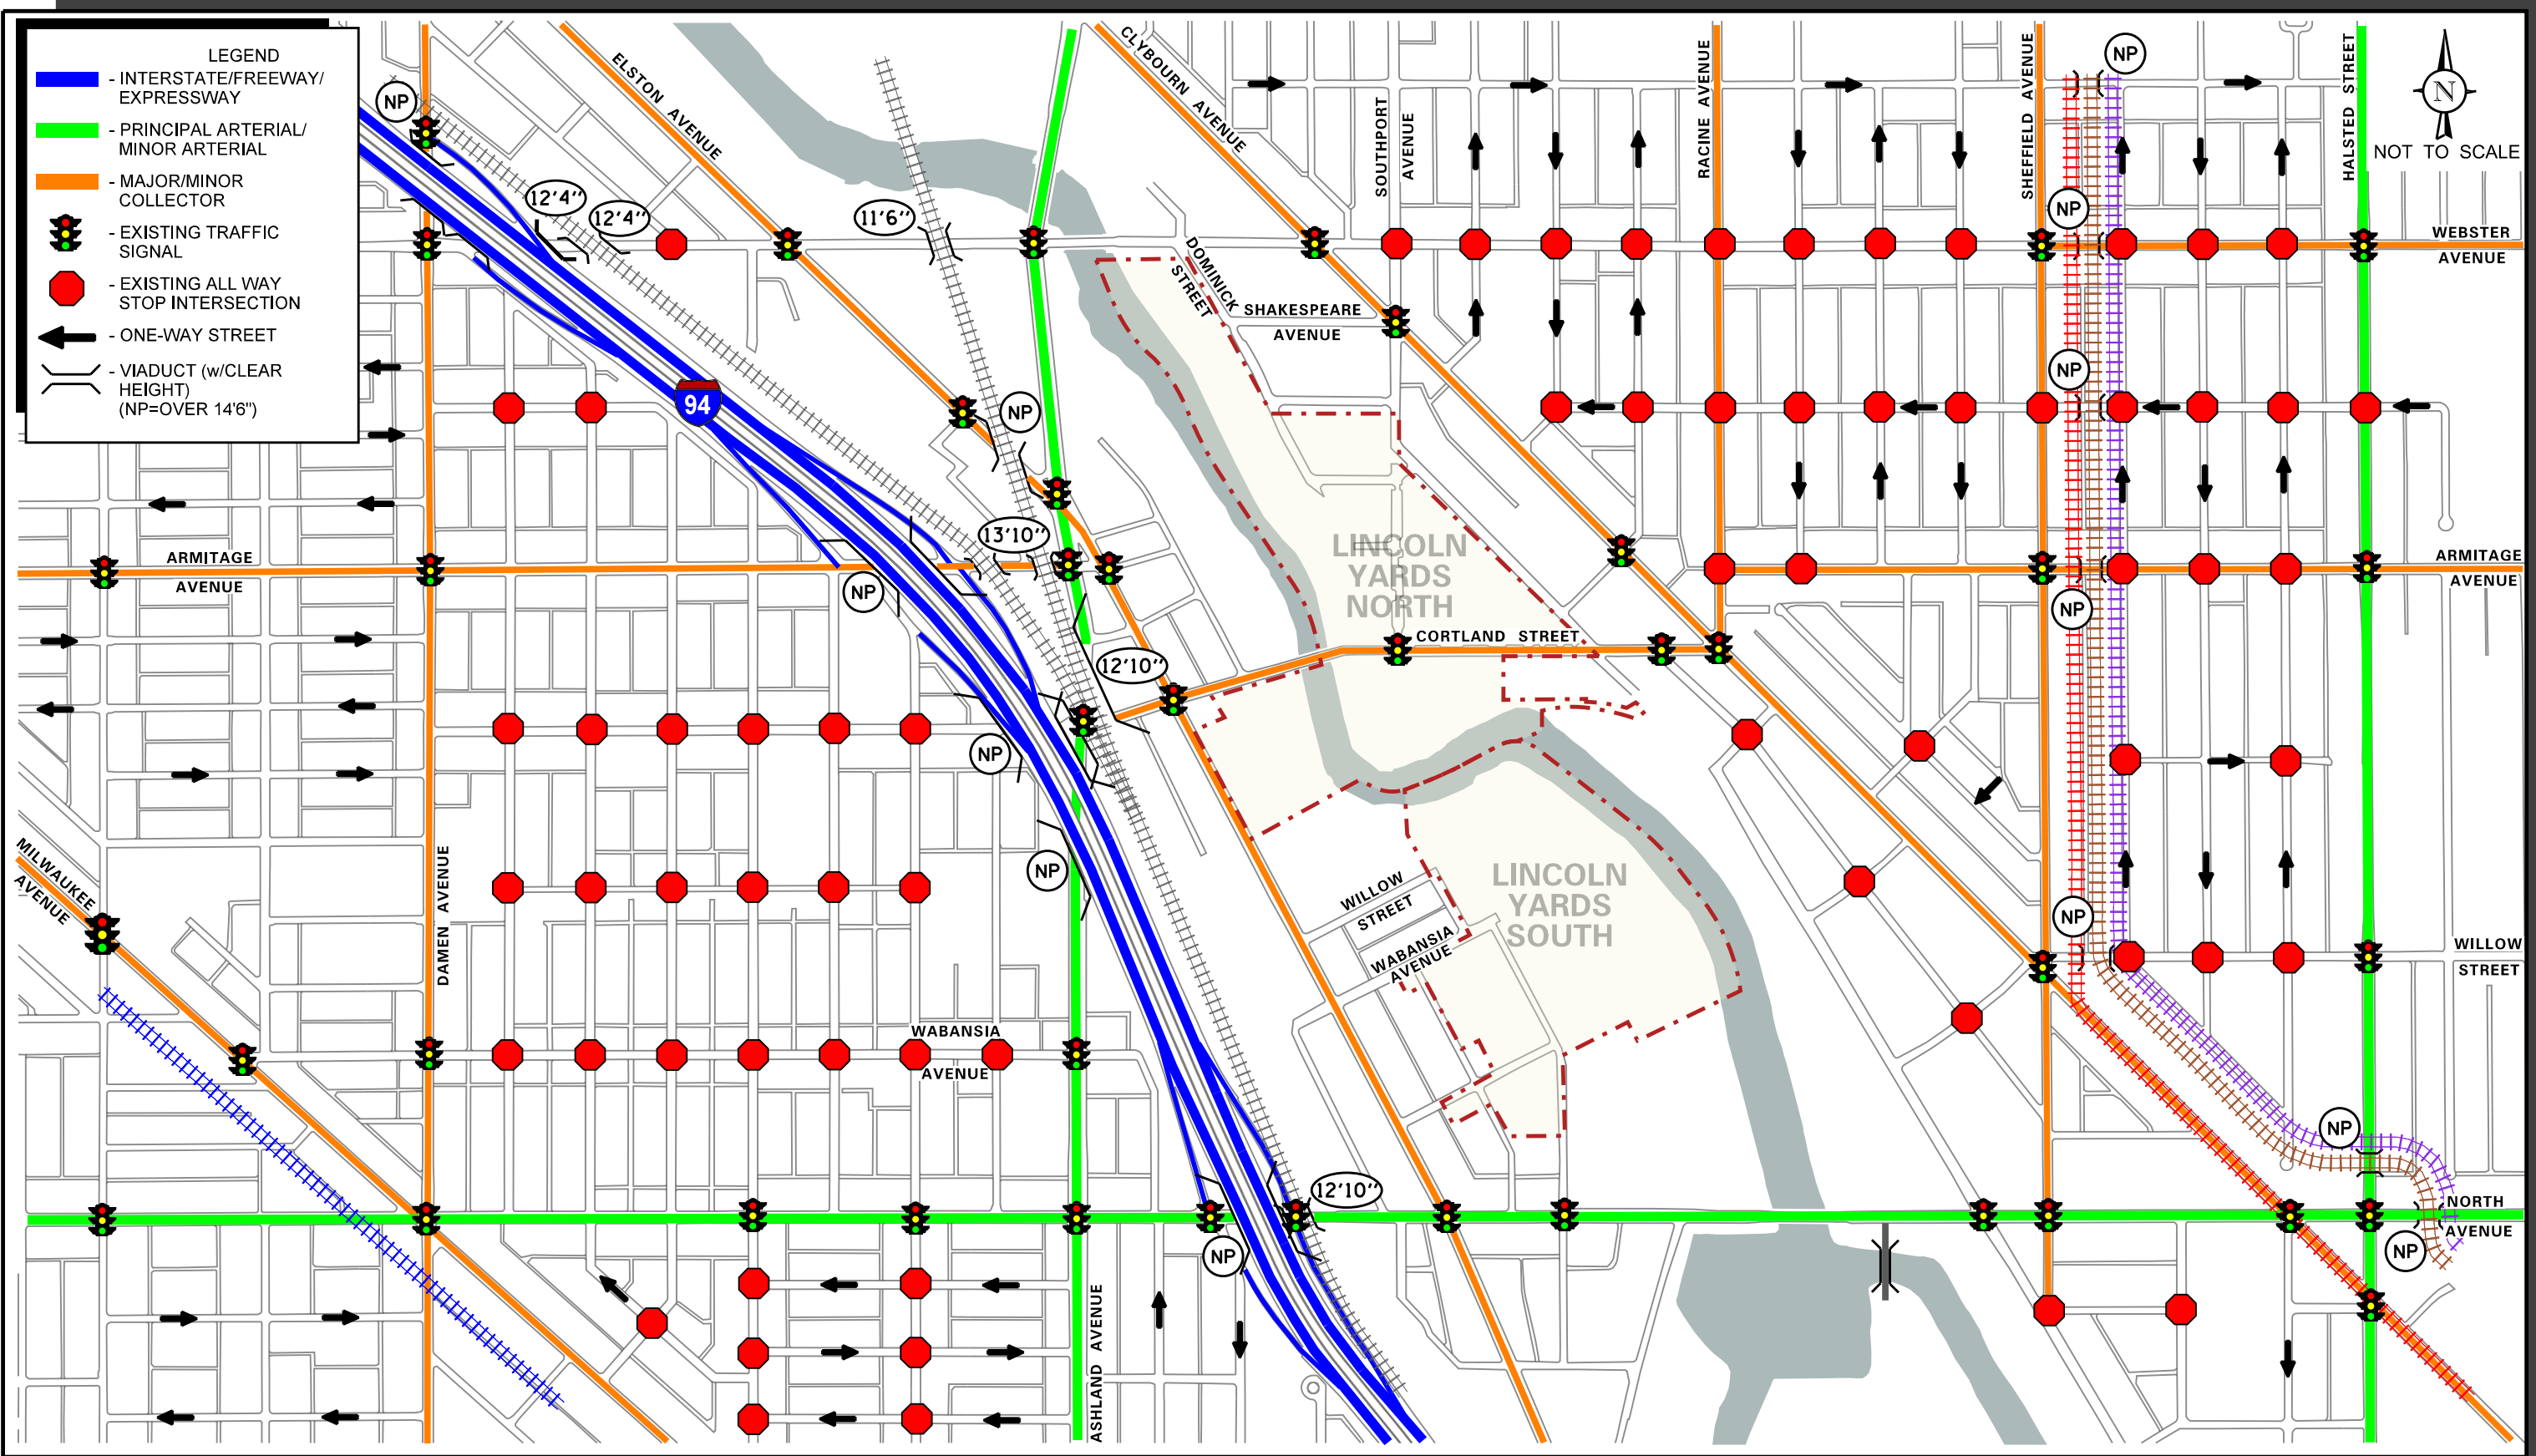 LEGEND
- INTERSTATE/FREEWAY/
EXPRESSWAY
- PRINCIPAL ARTERIAL/
MINOR ARTERIAL
- MAJOR/MINOR
COLLECTOR
- EXISTING TRAFFIC
SIGNAL
- EXISTING ALL WAY
STOP INTERSECTION
- ONE-WAY STREET
- VIADUCT (w/CLEAR
HEIGHT)
(NP=OVER 14'6")
NP
ELSTON AVENUE
CLYBOURN AVENUE
SOUTHPORT
AVENUE
RACINE AVENUE
SHEFFIELD AVENUE
NP
HALSTED STREET
N
NOT TO SCALE
12'4"
12'4"
11'6"
NP
WEBSTER
AVENUE
DOMINICK
STREET
SHAKESPEARE
AVENUE
94
NP
NP
13'10"
ARMITAGE
AVENUE
NP
LINCOLN
YARDS
NORTH
ARMITAGE
AVENUE
NP
CORTLAND STREET
12'10"
NP
NP
MILWAUKEE
AVENUE
DAMEN AVENUE
WILLOW
STREET
WABANSIA
AVENUE
LINCOLN
YARDS
SOUTH
NP
WILLOW
STREET
WABANSIA
AVENUE
NP
12'10"
NORTH
AVENUE
NP
NP
ASHLAND AVENUE